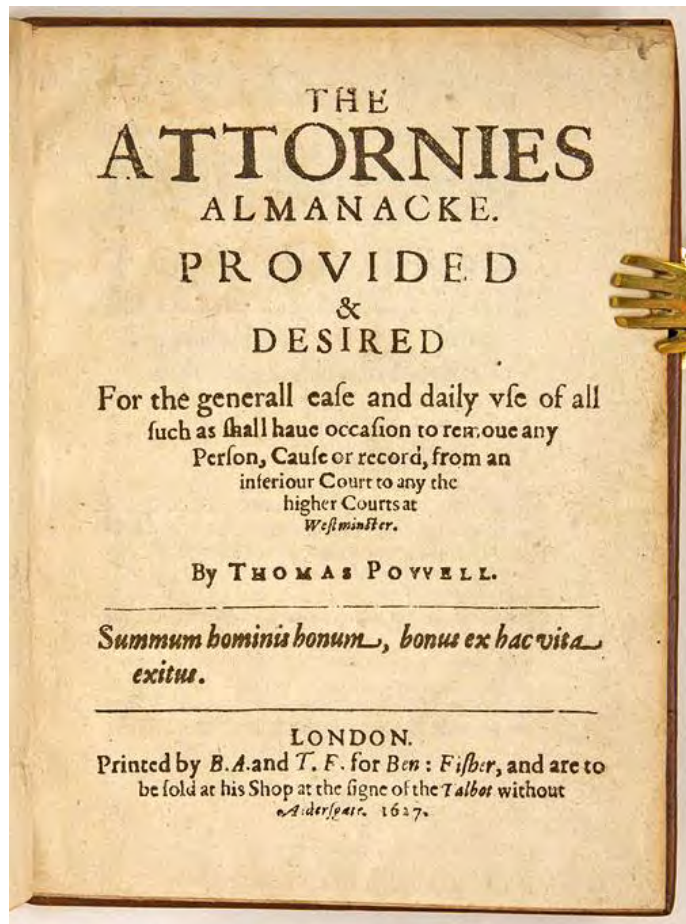 THE
ATTORNIES
ALMANACKE.
PROVIDED
&
DESIRED
For the generall eaſe and daily vſe of all
ſuch as ſhall haue occaſion to remoue any
Perſon, Cauſe or record, from an
inferiour Court to any the
higher Courts at
Weſtminſter.
By THOMAS POVVELL.
Summum hominis bonum, bonus ex hac vita
exitus.
LONDON.
Printed by B.A. and T. F. for Ben: Fiſher, and are to
be ſold at his Shop at the ſigne of the Talbot without
Alderſgate. 1627.